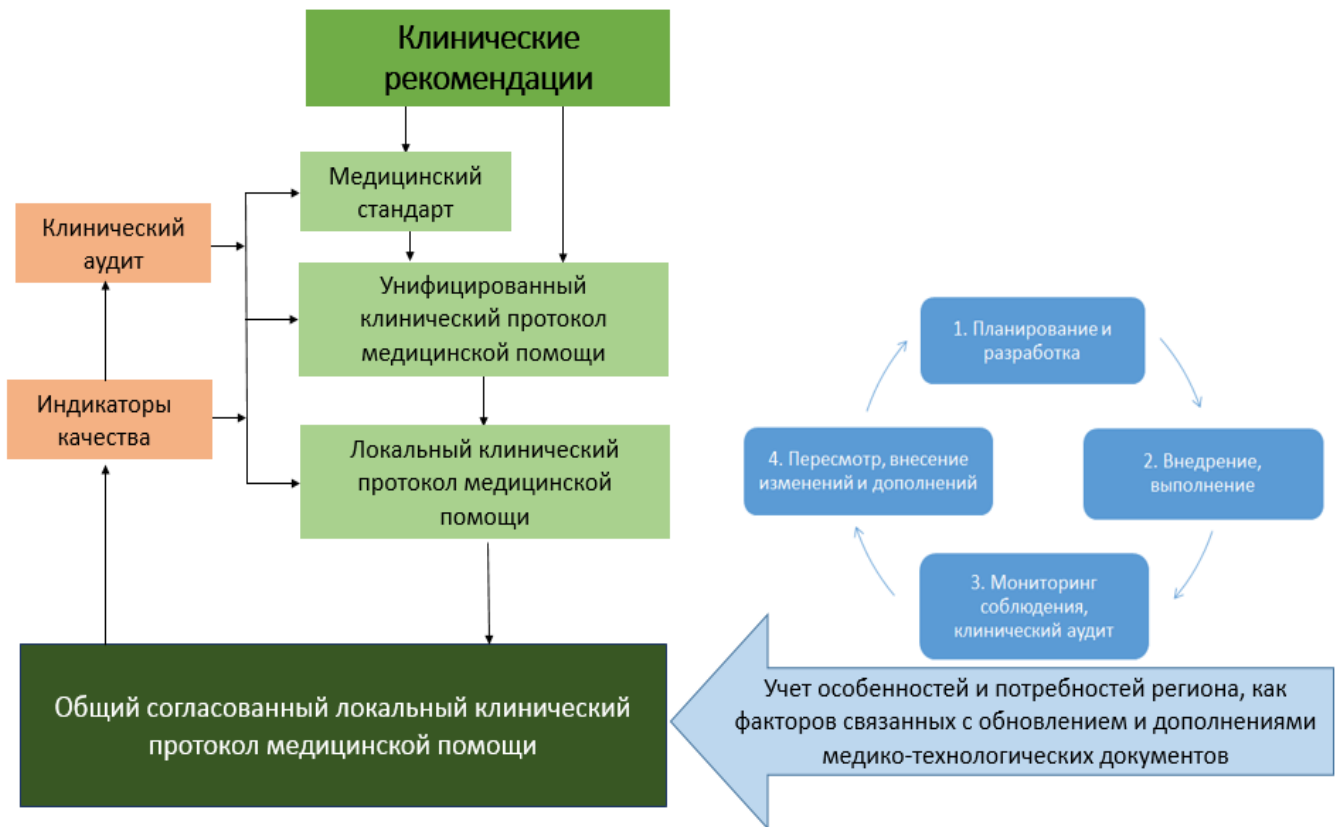 Клинические
рекомендации
Медицинский
стандарт
Клинический
аудит
Унифицированный
клинический протокол
медицинской помощи
Индикаторы
качества
Локальный клинический
протокол медицинской
помощи
Общий согласованный локальный клинический
протокол медицинской помощи
1. Планирование и
разработка
2. Внедрение,
выполнение
3. Мониторинг
соблюдения,
клинический аудит
4. Пересмотр, внесение
изменений и дополнений
Учет особенностей и потребностей региона, как
факторов связанных с обновлением и дополнениями
медико-технологических документов